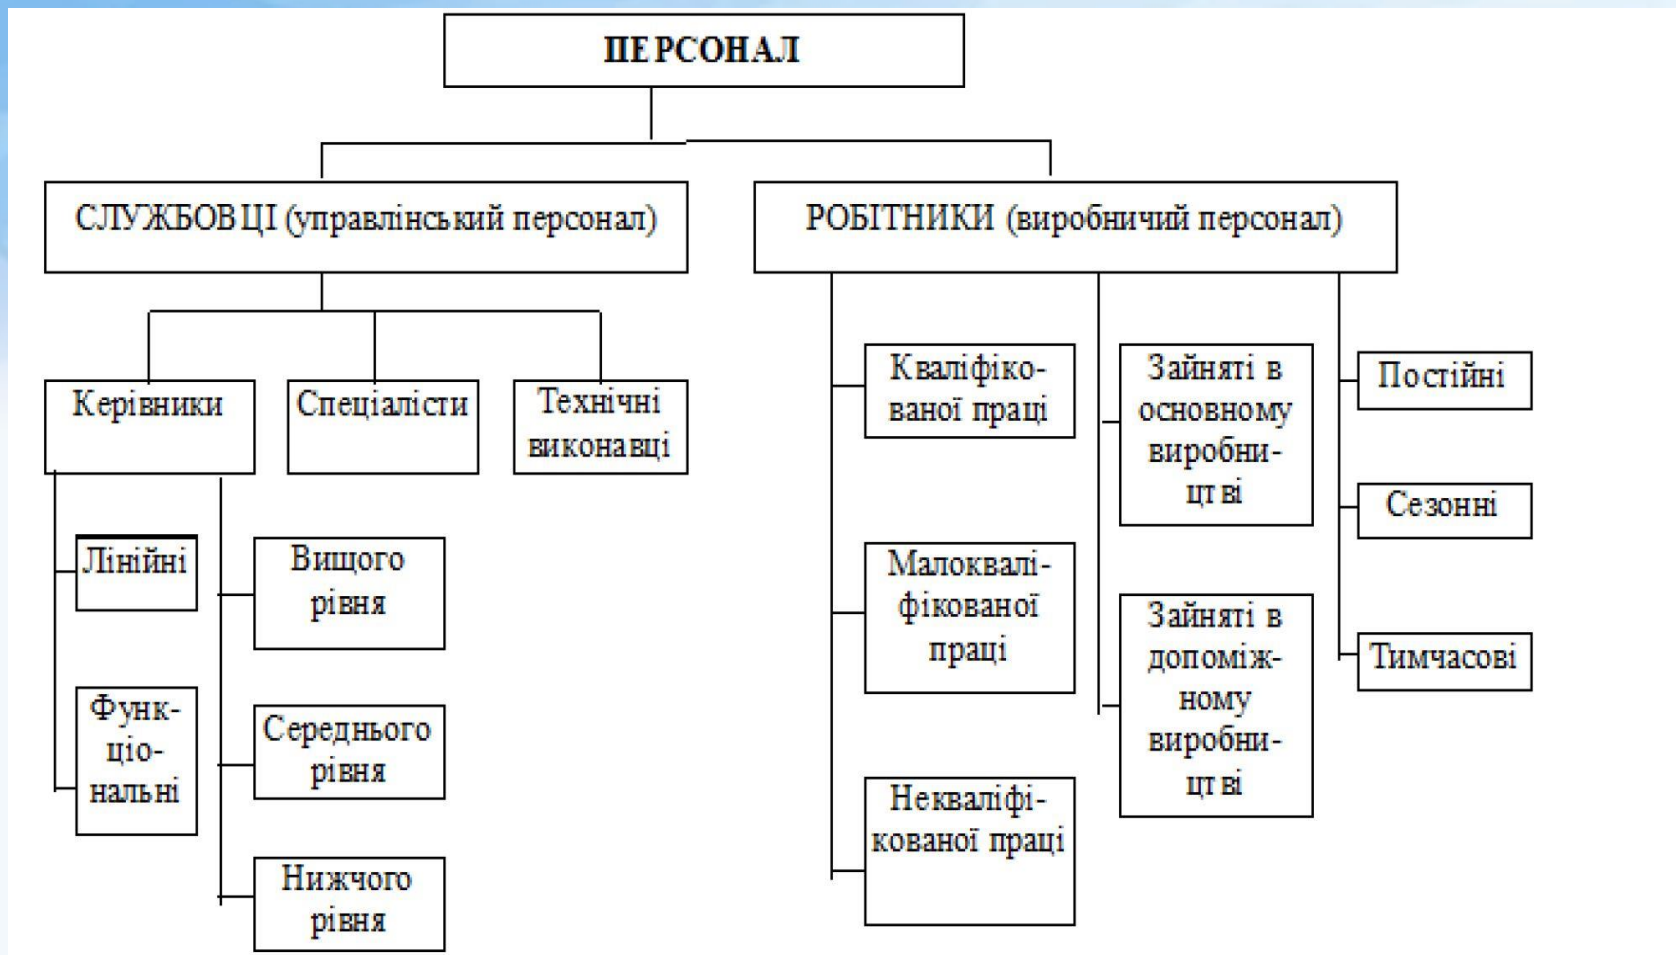 ПЕРСОНАЛ
СЛУЖБОВЦІ (управлінський персонал)
РОБІТНИКИ (виробничий персонал)
Керівники
Спеціалісти
Технічні
виконавці
Лінійні
Функ-
ціо-
нальні
Вищого
рівня
Середнього
рівня
Нижчого
рівня
Кваліфіко-
ваної праці
Малоквалі-
фікованої
праці
Некваліфі-
кованої праці
Зайняті в
основному
виробни-
цтві
Зайняті в
допоміж-
ному
виробни-
цтві
Постійні
Сезонні
Тимчасові